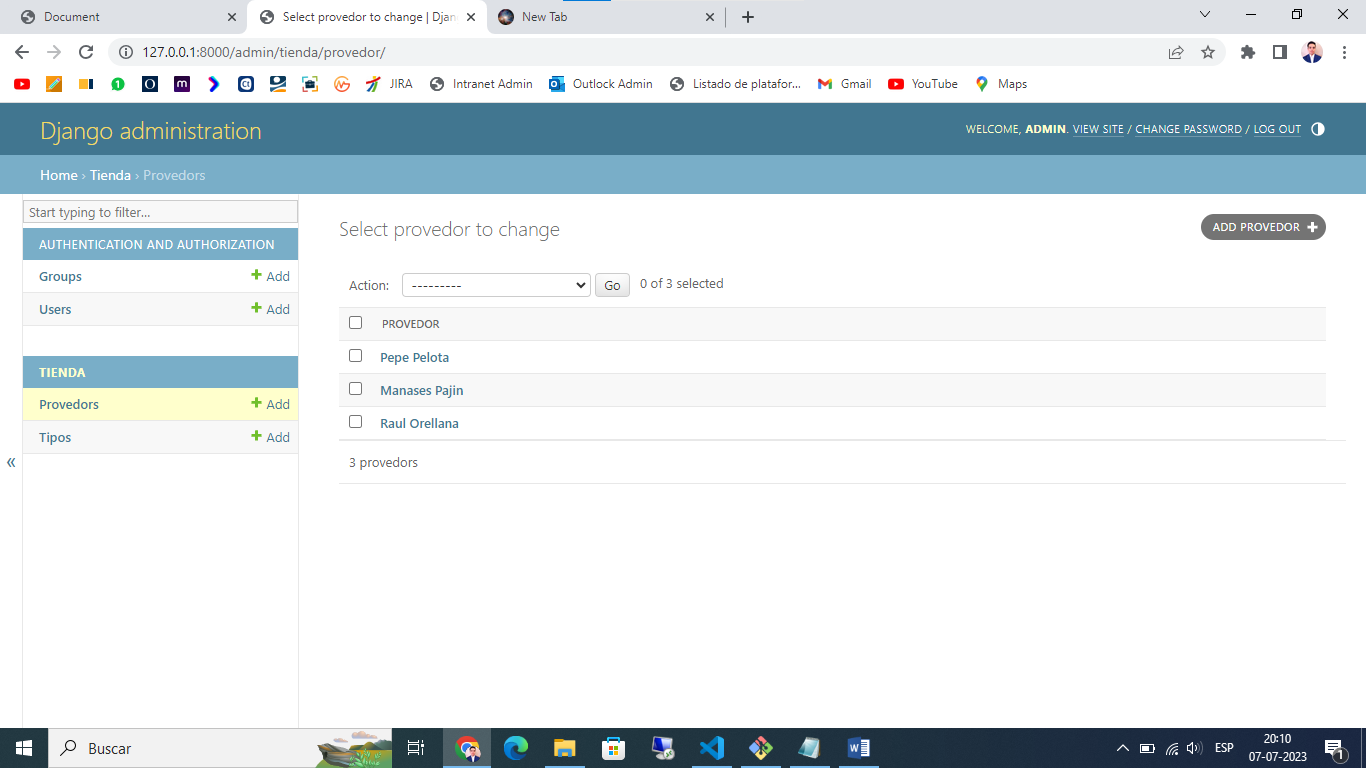 Document
Select provedor to change | Djan
New Tab
127.0.0.1:8000/admin/tienda/provedor/
JIRA
Intranet Admin
Outlock Admin
Listado de platafor...
Gmail
YouTube
Maps
Django administration
WELCOME, ADMIN. VIEW SITE / CHANGE PASSWORD / LOG OUT
Home › Tienda › Provedors
Start typing to filter...
AUTHENTICATION AND AUTHORIZATION
Groups + Add
Users + Add
TIENDA
Provedors + Add
Tipos + Add
«
Select provedor to change
ADD PROVEDOR +
Action: --------- Go 0 of 3 selected
PROVEDOR
Pepe Pelota
Manases Pajin
Raul Orellana
3 provedors
Buscar
ESP
20:10
07-07-2023
1